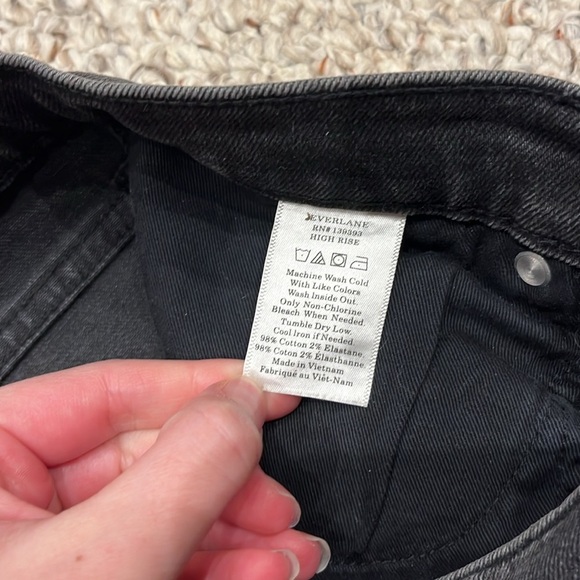 EVERLANE
RN# 139393
HIGH RISE
Machine Wash Cold
With Like Colors
Wash Inside Out.
Only Non-Chlorine
Bleach When Needed.
Tumble Dry Low.
Cool Iron if Needed.
98% Cotton 2% Elastane.
98% Coton 2% Élasthanne.
Made in Vietnam
Fabriqué au Viêt-Nam